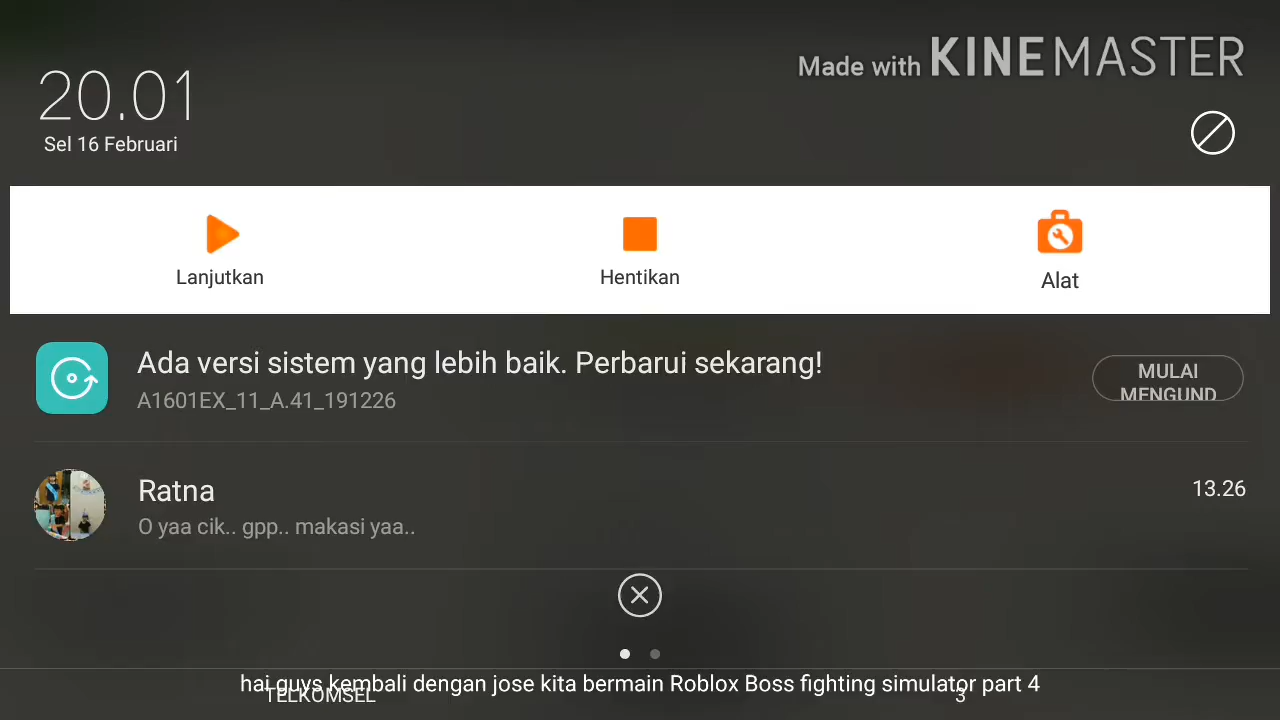 Made with KINEMASTER
20.01
Sel 16 Februari
Lanjutkan
Hentikan
Alat
Ada versi sistem yang lebih baik. Perbarui sekarang!
A1601EX_11_A.41_191226
MULAI
MENGUND
Ratna
13.26
O yaa cik.. gpp.. makasi yaa..
hai guys kembali dengan jose kita bermain Roblox Boss fighting simulator part 4
TELKOMSEL
3